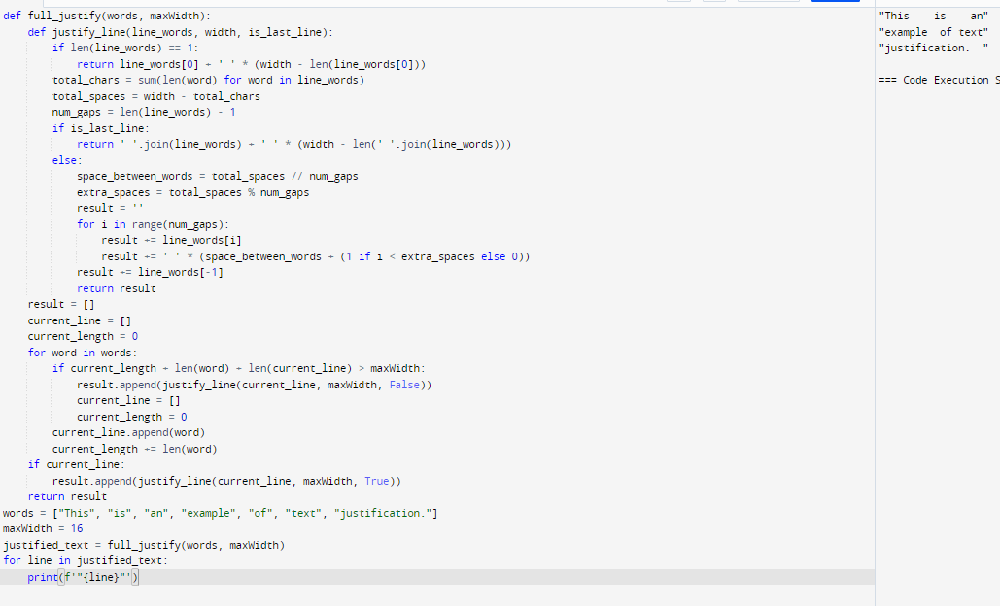 def full_justify(words, maxWidth):
    def justify_line(line_words, width, is_last_line):
        if len(line_words) == 1:
            return line_words[0] + ' ' * (width - len(line_words[0]))
        total_chars = sum(len(word) for word in line_words)
        total_spaces = width - total_chars
        num_gaps = len(line_words) - 1
        if is_last_line:
            return ' '.join(line_words) + ' ' * (width - len(' '.join(line_words)))
        else:
            space_between_words = total_spaces // num_gaps
            extra_spaces = total_spaces % num_gaps
            result = ''
            for i in range(num_gaps):
                result += line_words[i]
                result += ' ' * (space_between_words + (1 if i < extra_spaces else 0))
            result += line_words[-1]
            return result
    result = []
    current_line = []
    current_length = 0
    for word in words:
        if current_length + len(word) + len(current_line) > maxWidth:
            result.append(justify_line(current_line, maxWidth, False))
            current_line = []
            current_length = 0
        current_line.append(word)
        current_length += len(word)
    if current_line:
        result.append(justify_line(current_line, maxWidth, True))
    return result
words = ["This", "is", "an", "example", "of", "text", "justification."]
maxWidth = 16
justified_text = full_justify(words, maxWidth)
for line in justified_text:
    print(f'"{line}"')
"This    is    an"
"example  of text"
"justification.  "
=== Code Execution S